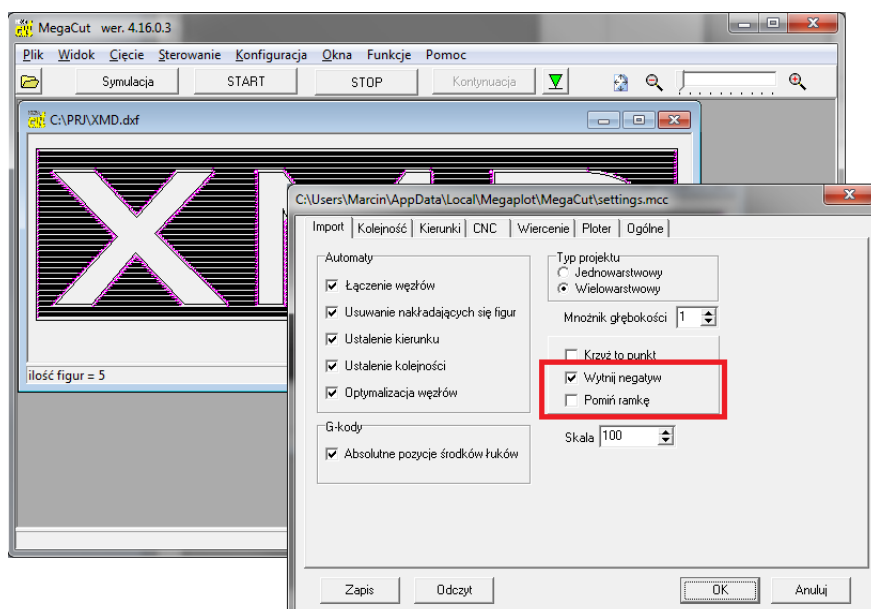 MegaCut wer. 4.16.0.3
Plik Widok Cięcie Sterowanie Konfiguracja Okna Funkcje Pomoc
Symulacja START STOP Kontynuacja
C:\PRJ\XMD.dxf
XMD
ilość figur = 5
C:\Users\Marcin\AppData\Local\Megaplot\MegaCut\settings.mcc
Import Kolejność Kierunki CNC Wiercenie Ploter Ogólne
Automaty
Łączenie węzłów
Usuwanie nakładających się figur
Ustalenie kierunku
Ustalenie kolejności
Optymalizacja węzłów
G-kody
Absolutne pozycje środków łuków
Typ projektu
Jednowarstwowy
Wielowarstwowy
Mnożnik głębokości 1
Krzyż to punkt
Wytnij negatyw
Pomiń ramkę
Skala 100
Zapis Odczyt OK Anuluj